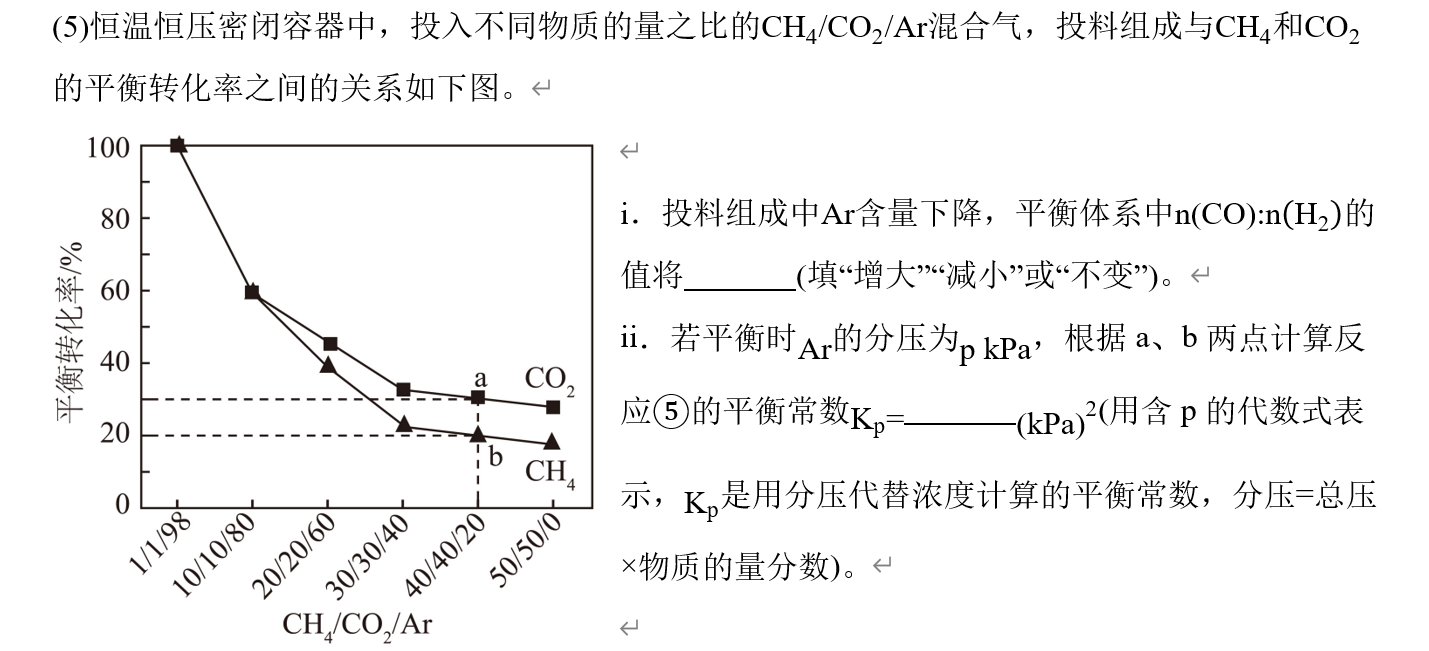 (5)恒温恒压密闭容器中，投入不同物质的量之比的CH₄/CO₂/Ar混合气，投料组成与CH₄和CO₂
的平衡转化率之间的关系如下图。↵
100
80
60
40
20
0
平衡转化率/%
a
CO₂
b
CH₄
1/1/98
10/10/80
20/20/60
30/30/40
40/40/20
50/50/0
CH₄/CO₂/Ar
↵
i．投料组成中Ar含量下降，平衡体系中n(CO):n(H₂)的
值将_______(填“增大”“减小”或“不变”)。↵
ii．若平衡时Ar的分压为p kPa，根据 a、b 两点计算反
应⑤的平衡常数Kₚ=_______(kPa)²(用含 p 的代数式表
示，Kₚ是用分压代替浓度计算的平衡常数，分压=总压
×物质的量分数)。↵
↵